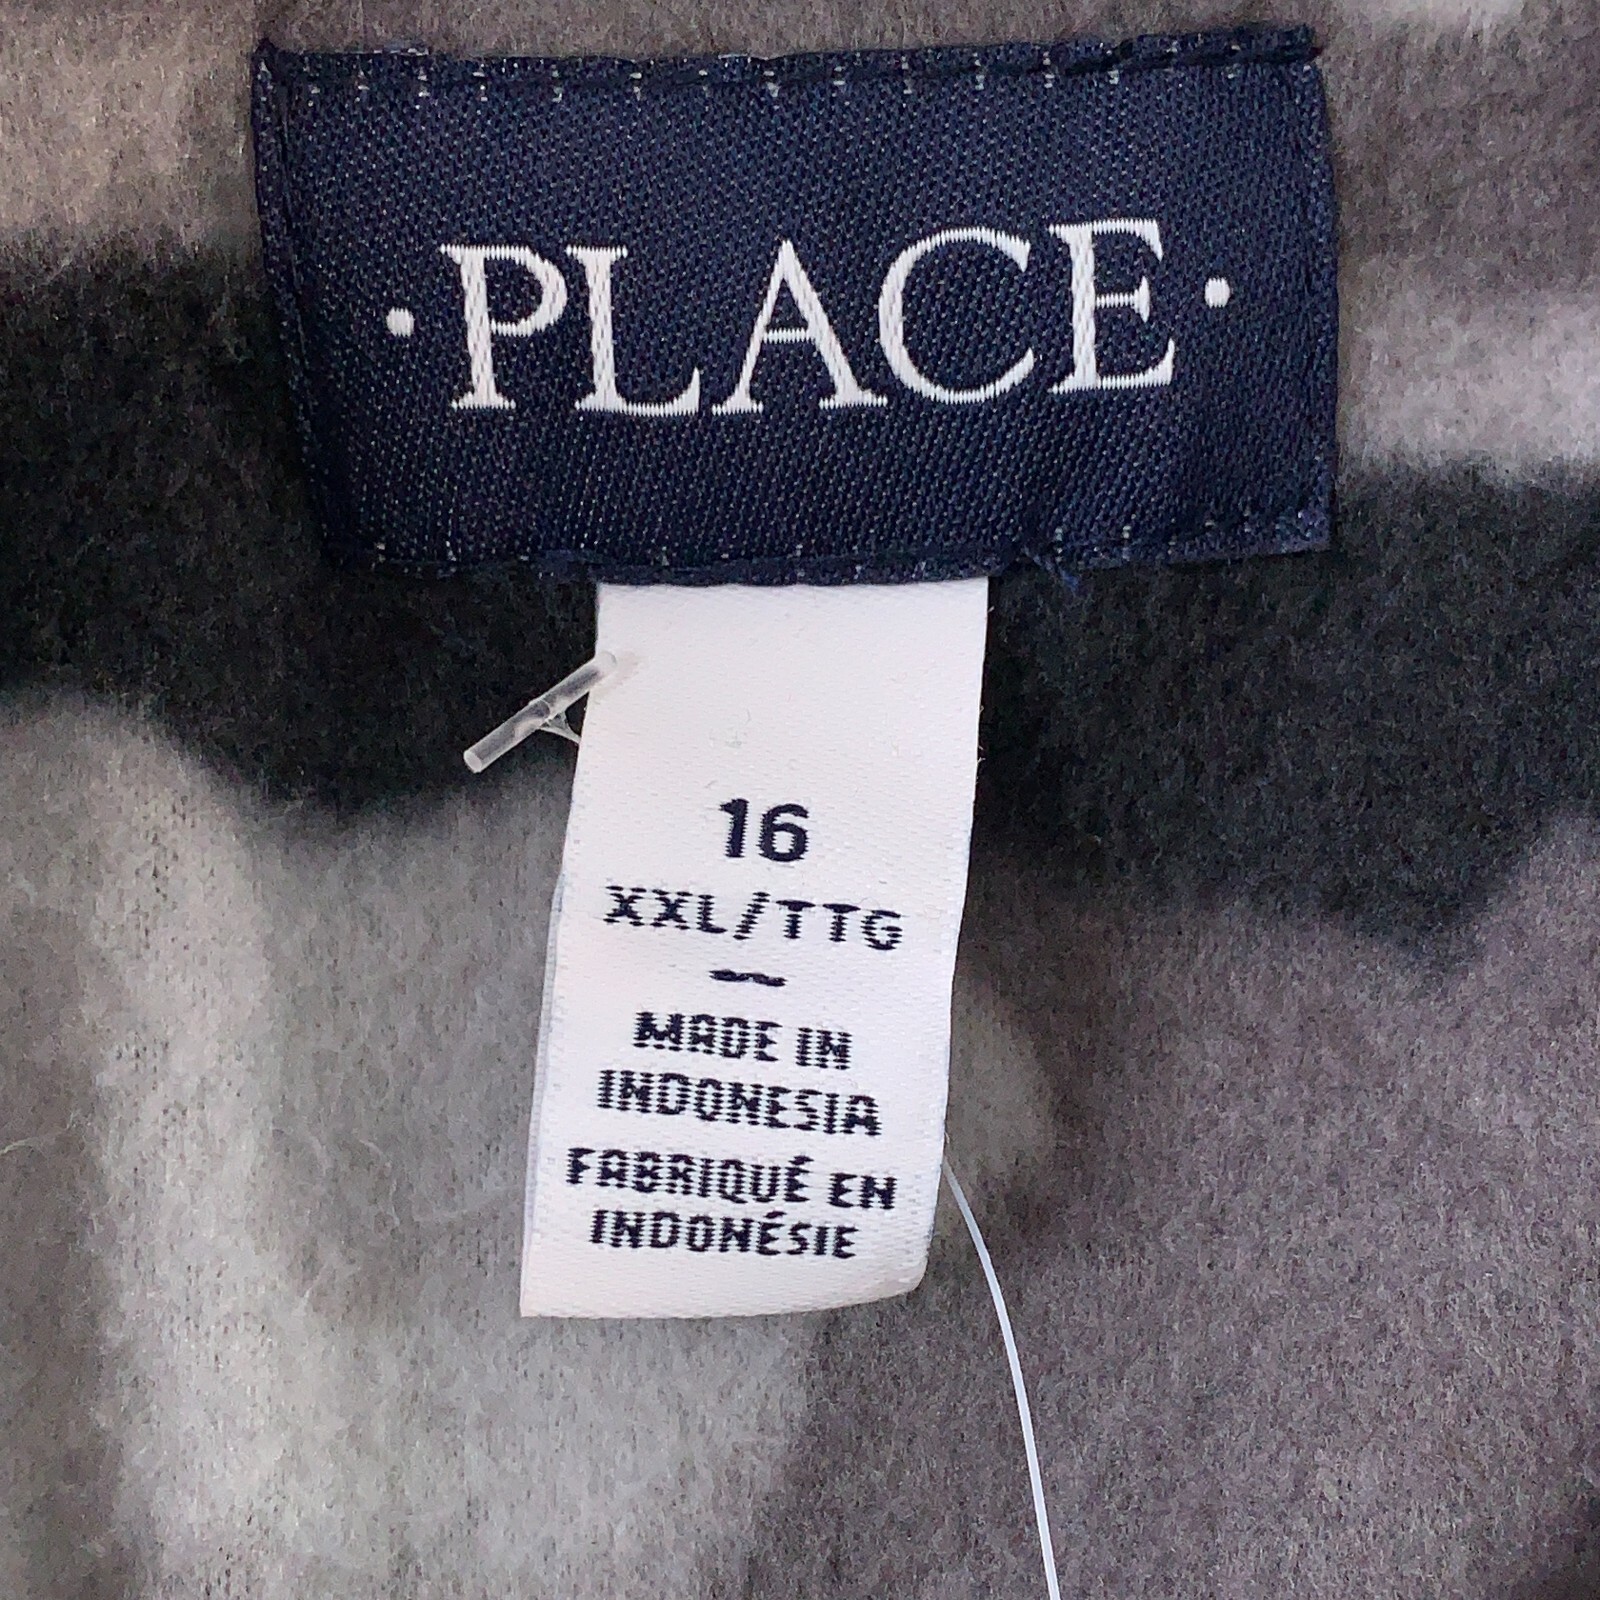 ·PLACE·
16
XXL/TTG
—
MADE IN
INDONESIA
FABRIQUÉ EN
INDONÉSIE